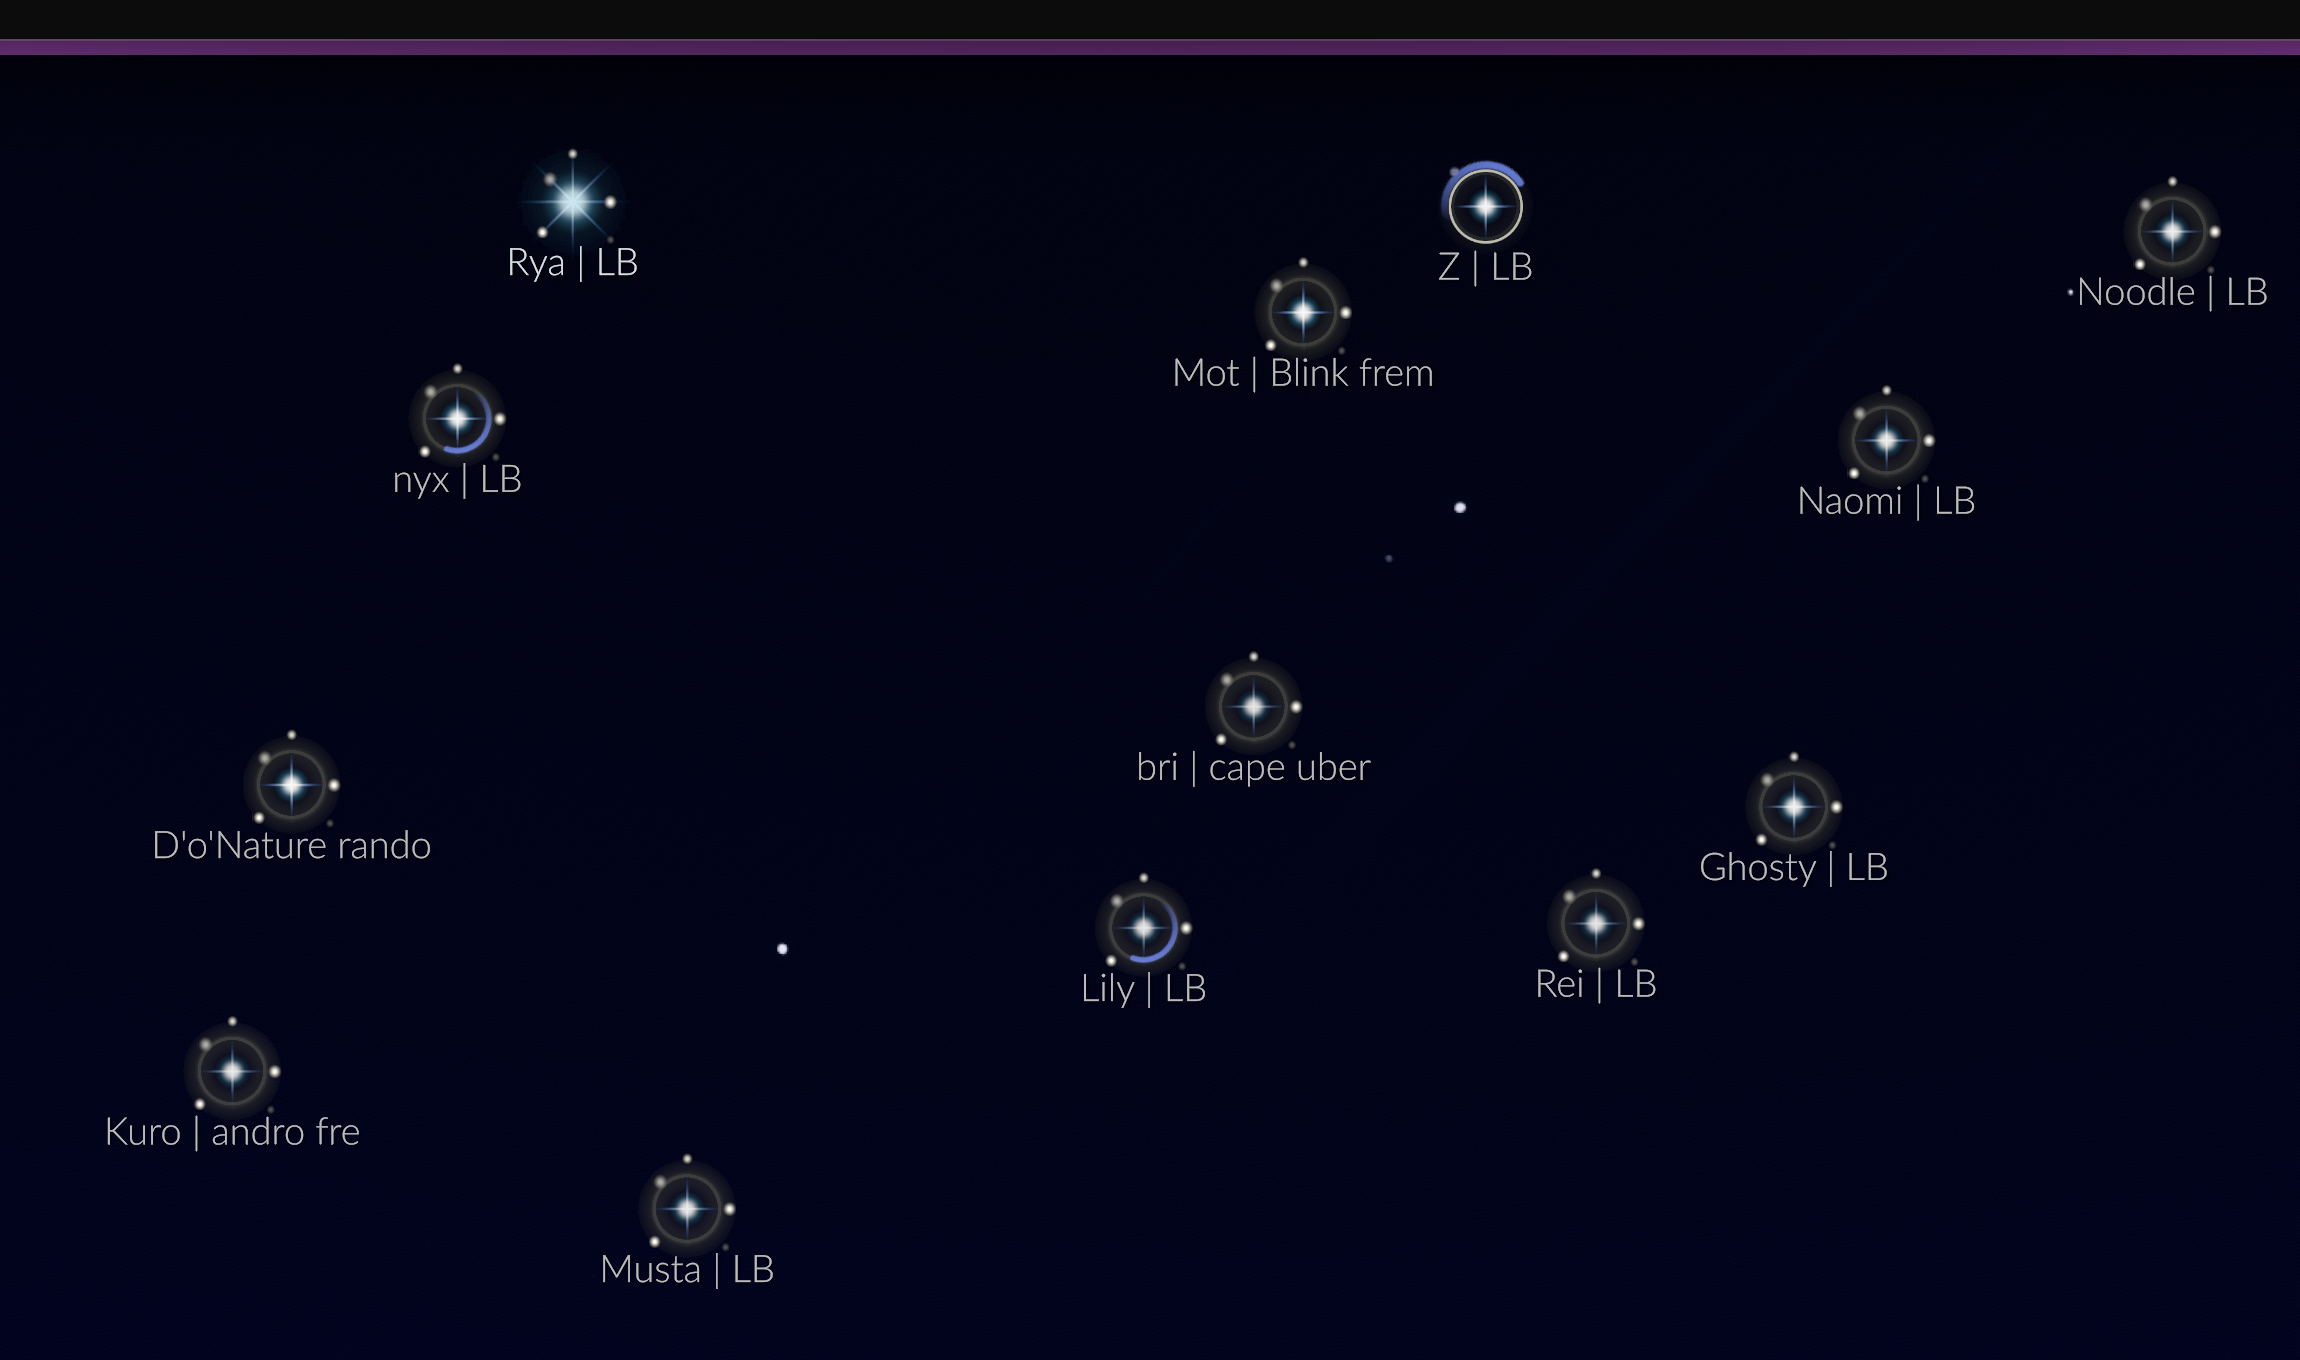 Rya | LB
Z | LB
Noodle | LB
Mot | Blink frem
nyx | LB
Naomi | LB
bri | cape uber
D'o'Nature rando
Ghosty | LB
Lily | LB
Rei | LB
Kuro | andro fre
Musta | LB